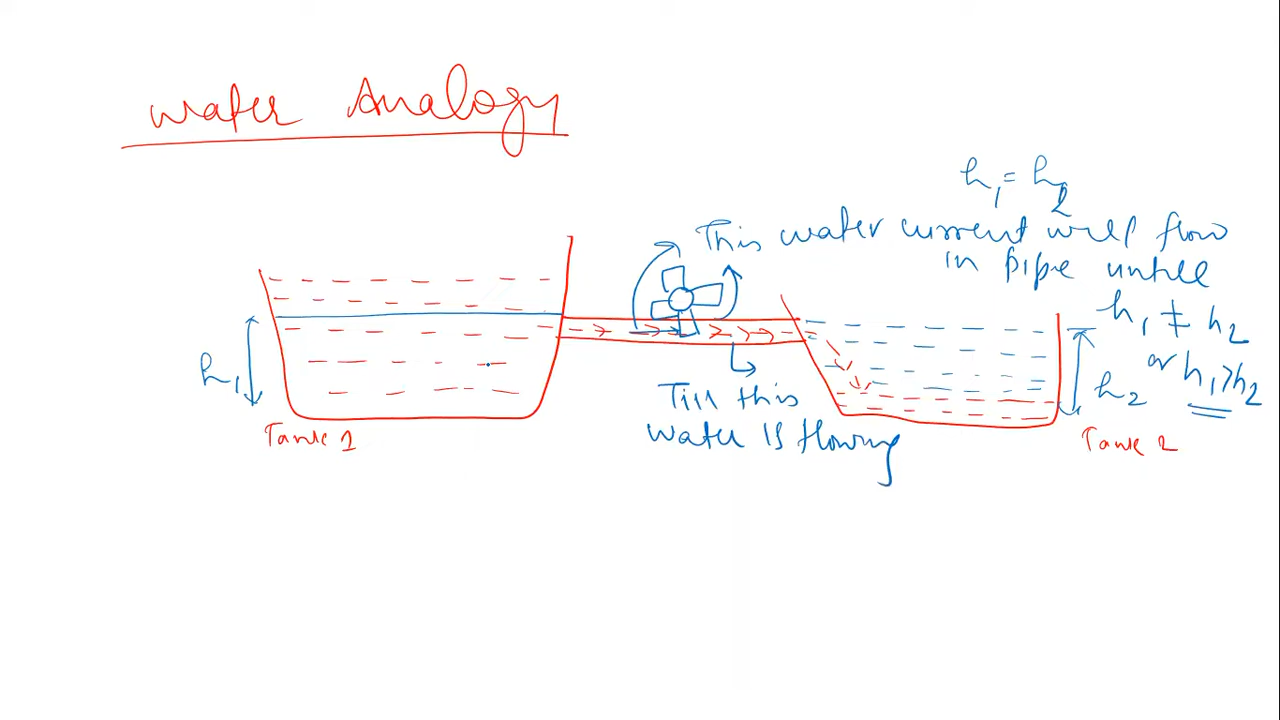 Water Analogy
h1 = h2
This water current will flow
in pipe untill
h1 ≠ h2
or h1>h2
h1
h2
Till this
water is flowing
Tank 1
Tank 2